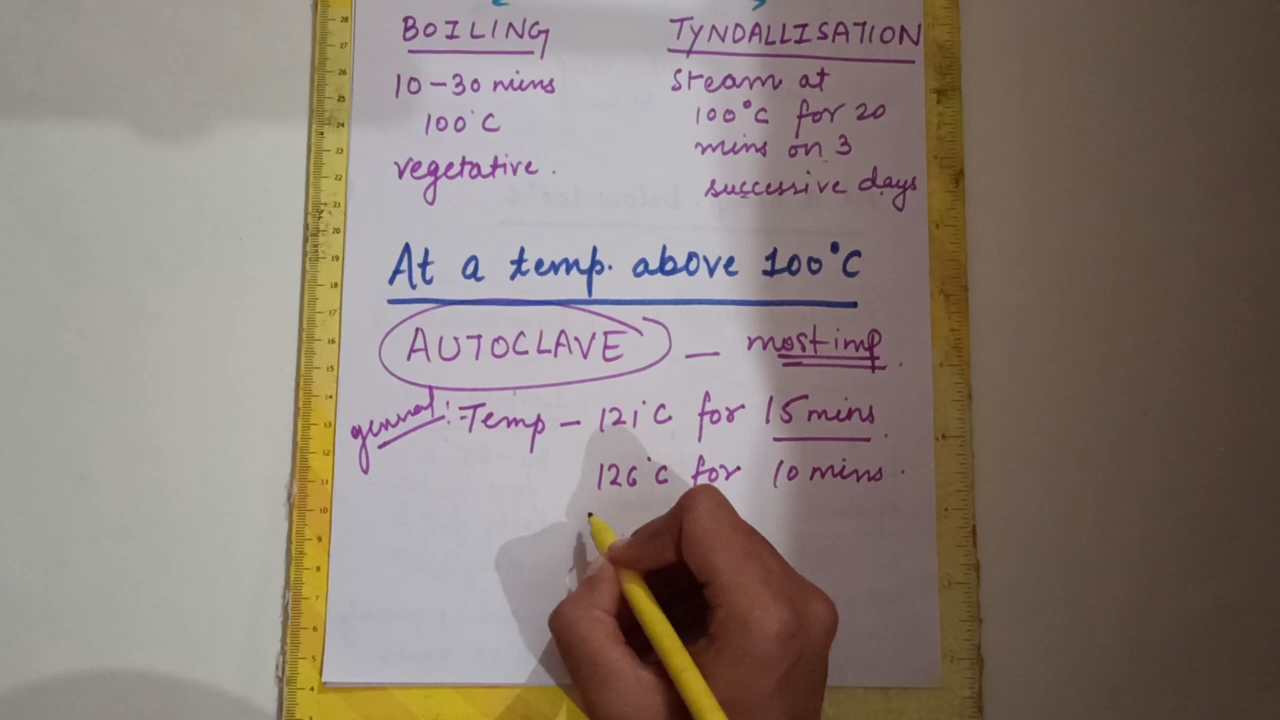 BOILING
10-30 mins
100°C
vegetative.
TYNDALLISATION
steam at
100°C for 20
mins on 3
successive days
At a temp. above 100°C
AUTOCLAVE — most imp.
general: -Temp - 121°C for 15 mins.
126°C for 10 mins.